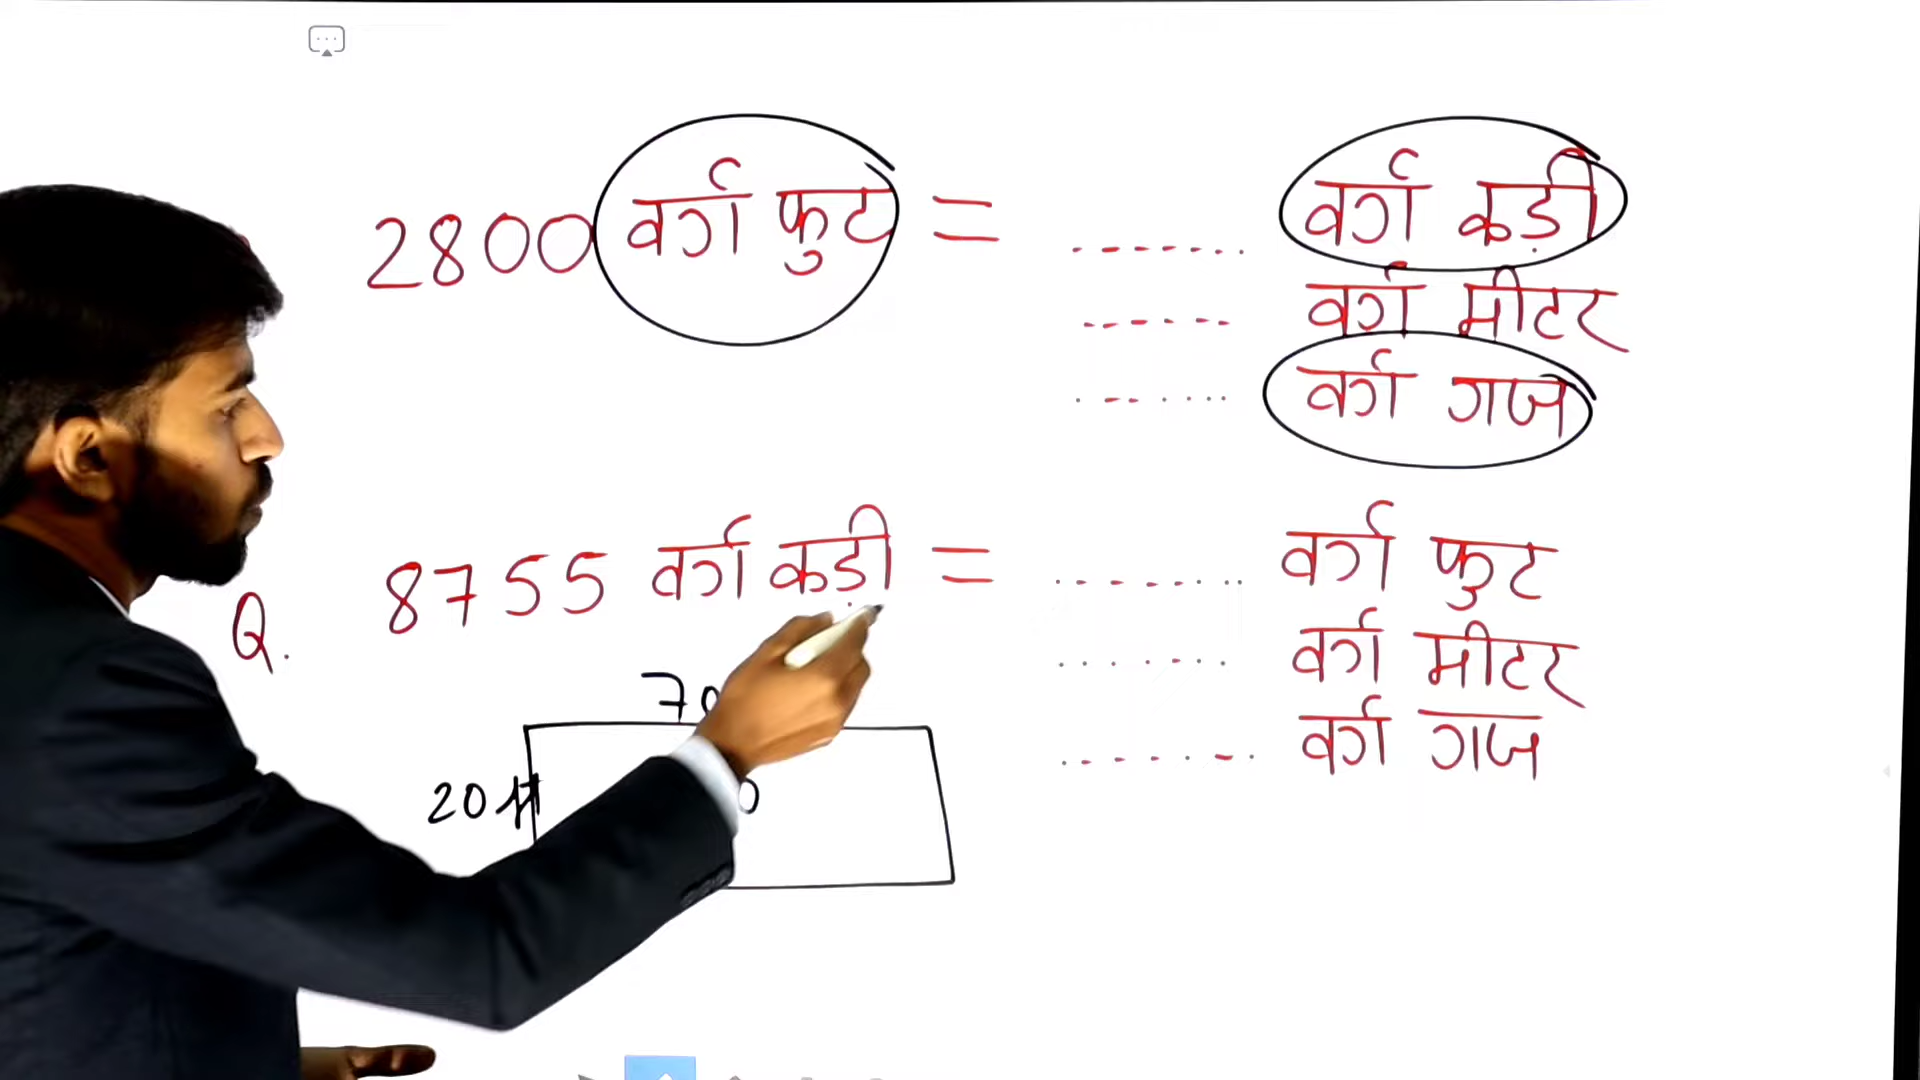 2800 वर्ग फुट = ....... वर्ग कड़ी
...... वर्ग मीटर
....... वर्ग गज
Q. 8755 वर्ग कड़ी = ....... वर्ग फुट
....... वर्ग मीटर
....... वर्ग गज